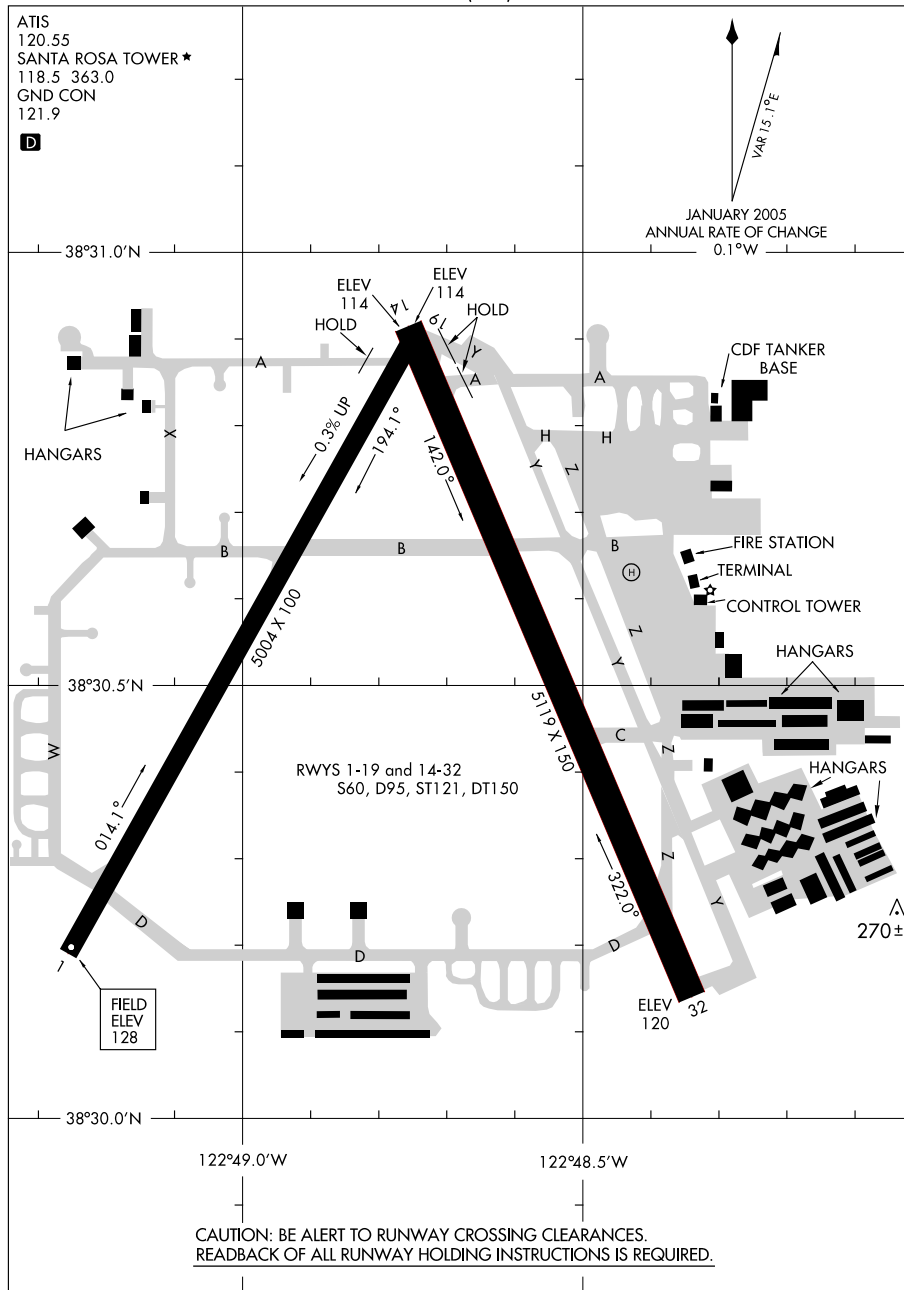 ATIS
120.55
SANTA ROSA TOWER ★
118.5 363.0
GND CON
121.9
D
VAR 15.1°E
JANUARY 2005
ANNUAL RATE OF CHANGE
0.1°W
38°31.0'N
ELEV
114
ELEV
114
14
19
HOLD
HOLD
Y
A
A
A
CDF TANKER
BASE
HANGARS
X
0.3% UP
194.1°
142.0°
H
H
Y
Z
B
B
B
H
FIRE STATION
TERMINAL
CONTROL TOWER
5004 X 100
Z
Y
HANGARS
38°30.5'N
5119 X 150
C
Z
W
RWYS 1-19 and 14-32
S60, D95, ST121, DT150
HANGARS
014.1°
322.0°
Z
Y
D
D
D
270±
1
FIELD
ELEV
128
ELEV
120
32
38°30.0'N
122°49.0'W
122°48.5'W
CAUTION: BE ALERT TO RUNWAY CROSSING CLEARANCES.
READBACK OF ALL RUNWAY HOLDING INSTRUCTIONS IS REQUIRED.